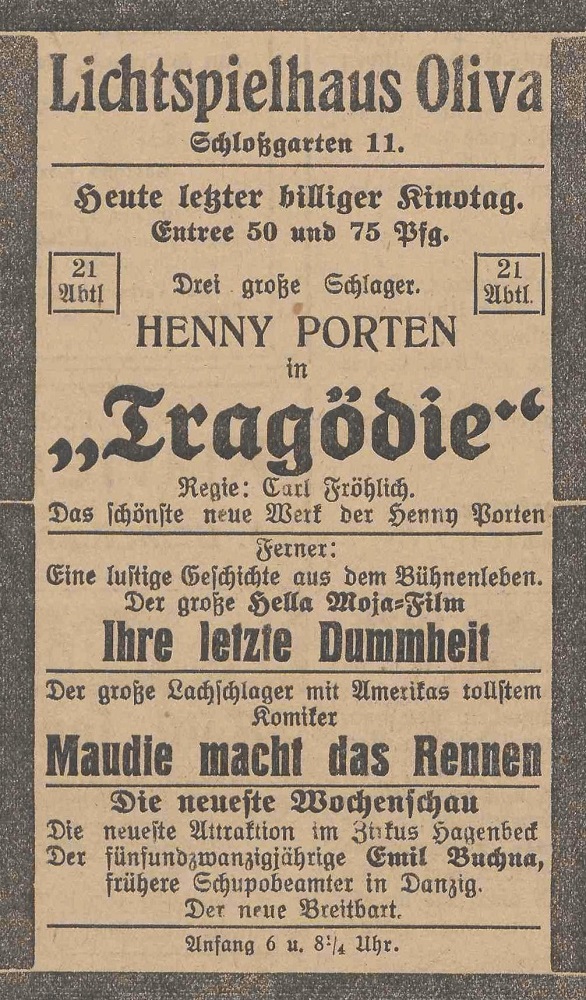 Lichtspielhaus Oliva
Schloßgarten 11.
Heute letzter billiger Kinotag.
Entree 50 und 75 Pfg.
21 Abtl
Drei große Schlager.
21 Abtl.
HENNY PORTEN
in
„Tragödie“
Regie: Carl Fröhlich.
Das schönste neue Werk der Henny Porten
Ferner:
Eine lustige Geschichte aus dem Bühnenleben.
Der große Hella Moja-Film
Ihre letzte Dummheit
Der große Lachschlager mit Amerikas tollstem
Komiker
Maudie macht das Rennen
Die neueste Wochenschau
Die neueste Attraktion im Zirkus Hagenbeck
Der fünfundzwanzigjährige Emil Buchna,
frühere Schupobeamter in Danzig.
Der neue Breitbart.
Anfang 6 u. 8¼ Uhr.